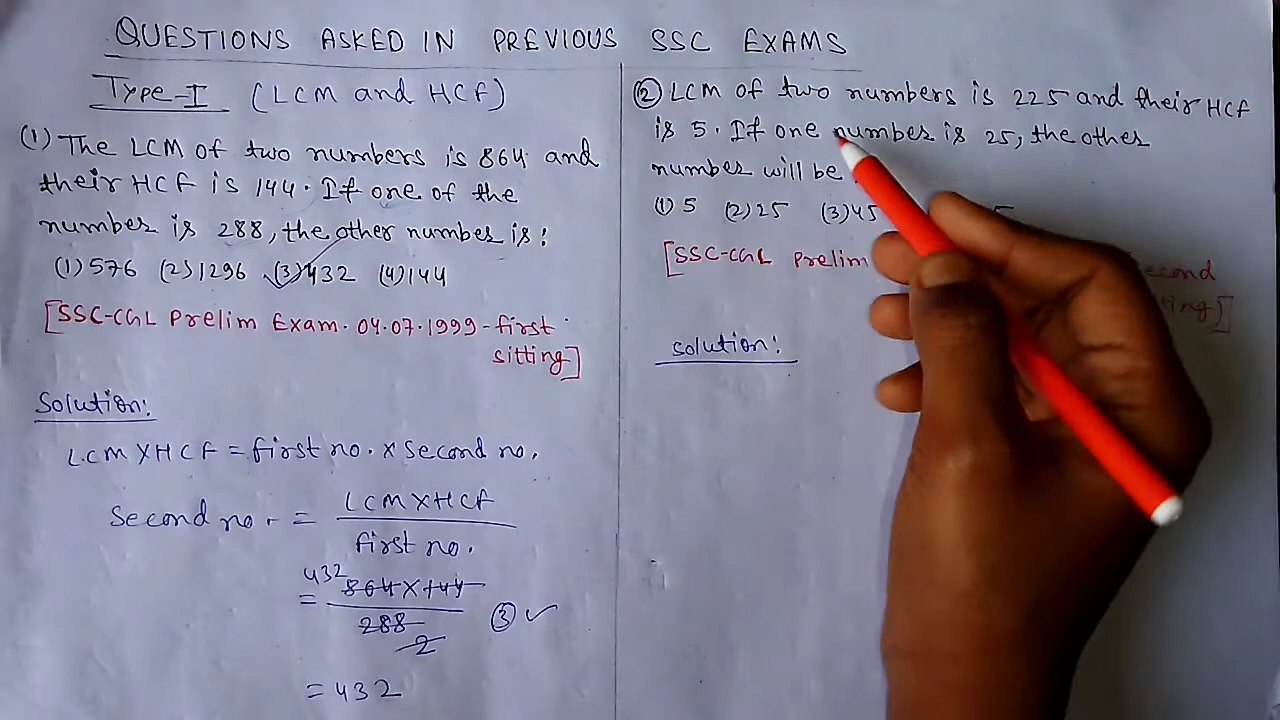 QUESTIONS ASKED IN PREVIOUS SSC EXAMS
Type-I (LCM and HCF)
(1) The LCM of two numbers is 864 and
their HCF is 144. If one of the
number is 288, the other number is:
(1) 576 (2) 1296 (3) 432 (4) 144
[SSC-CGL Prelim Exam. 04.07.1999-first
sitting]
Solution:
LCM X HCF = first no. x second no.
Second no. = LCM X HCF
first no.
432
= 864 X 144
288
2
③ ✓
= 432
② LCM of two numbers is 225 and their HCF
is 5. If one number is 25, the other
number will be
(1) 5 (2) 25 (3) 45 5
[SSC-CGL Prelim second
]
solution: